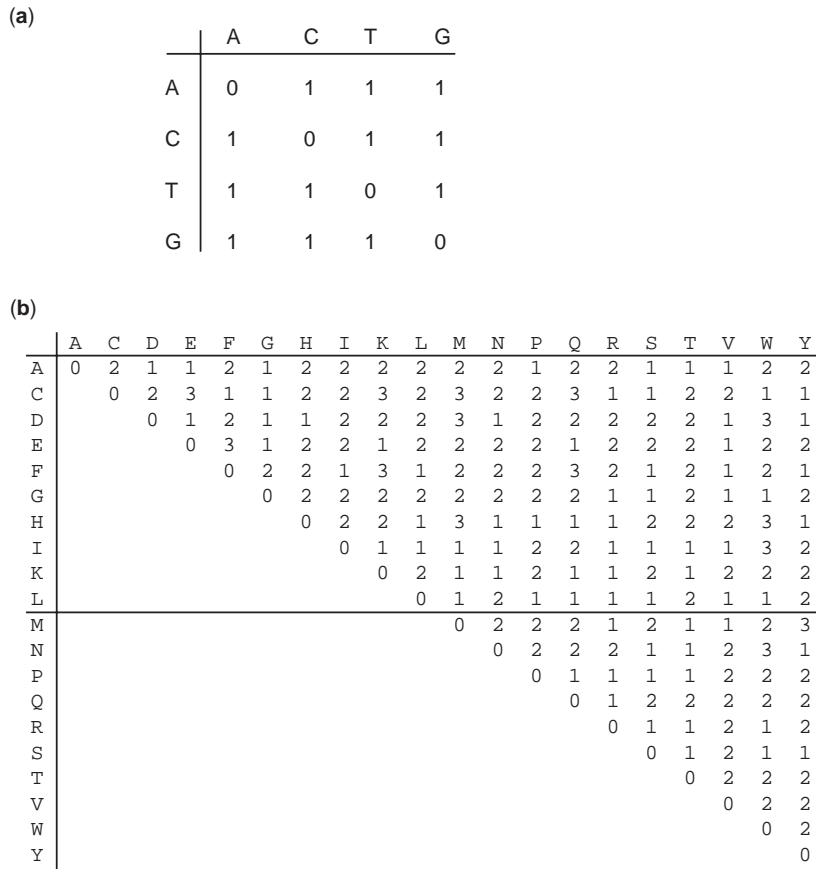 (a)
A C T G
A 0 1 1 1
C 1 0 1 1
T 1 1 0 1
G 1 1 1 0
(b)
A C D E F G H I K L M N P Q R S T V W Y
A 0 2 1 1 2 1 2 2 2 2 2 2 1 2 2 1 1 1 2 2
C 0 2 3 1 1 2 2 3 2 3 2 2 3 1 1 2 2 1 1
D 0 1 2 1 1 2 2 2 3 1 2 2 2 2 2 1 3 1
E 0 3 1 2 2 1 2 2 2 2 1 2 2 2 1 2 2
F 0 2 2 1 3 1 2 2 2 3 2 1 2 1 2 1
G 0 2 2 2 2 2 2 2 2 1 1 2 1 1 2
H 0 2 2 1 3 1 1 1 1 2 2 2 3 1
I 0 1 1 1 1 2 2 1 1 1 1 3 2
K 0 2 1 1 2 1 1 2 1 2 2 2
L 0 1 2 1 1 1 1 2 1 1 2
M 0 2 2 2 1 2 1 1 2 3
N 0 2 2 2 1 1 2 3 1
P 0 1 1 1 1 2 2 2
Q 0 1 2 2 2 2 2
R 0 1 1 2 1 2
S 0 1 2 1 1
T 0 2 2 2
V 0 2 2
W 0 2
Y 0